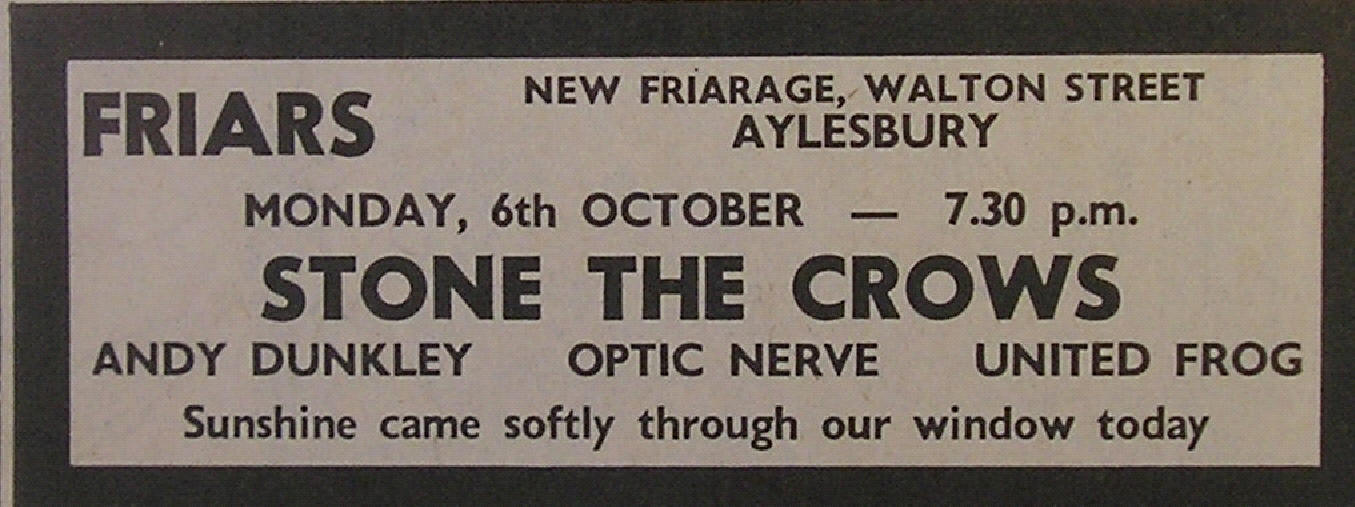 FRIARS
NEW FRIARAGE, WALTON STREET
AYLESBURY
MONDAY, 6th OCTOBER — 7.30 p.m.
STONE THE CROWS
ANDY DUNKLEY OPTIC NERVE UNITED FROG
Sunshine came softly through our window today